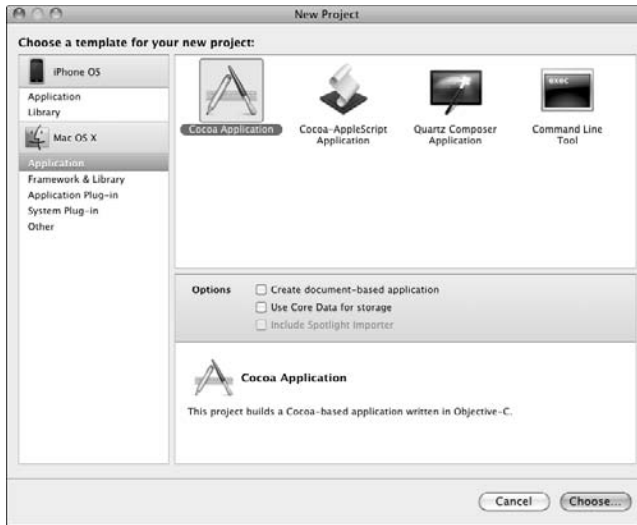 New Project
Choose a template for your new project:
iPhone OS
Application
Library
Mac OS X
Application
Framework & Library
Application Plug-in
System Plug-in
Other
Cocoa Application
Cocoa-AppleScript
Application
Quartz Composer
Application
exec
Command Line
Tool
Options
Create document-based application
Use Core Data for storage
Include Spotlight Importer
Cocoa Application
This project builds a Cocoa-based application written in Objective-C.
Cancel
Choose...